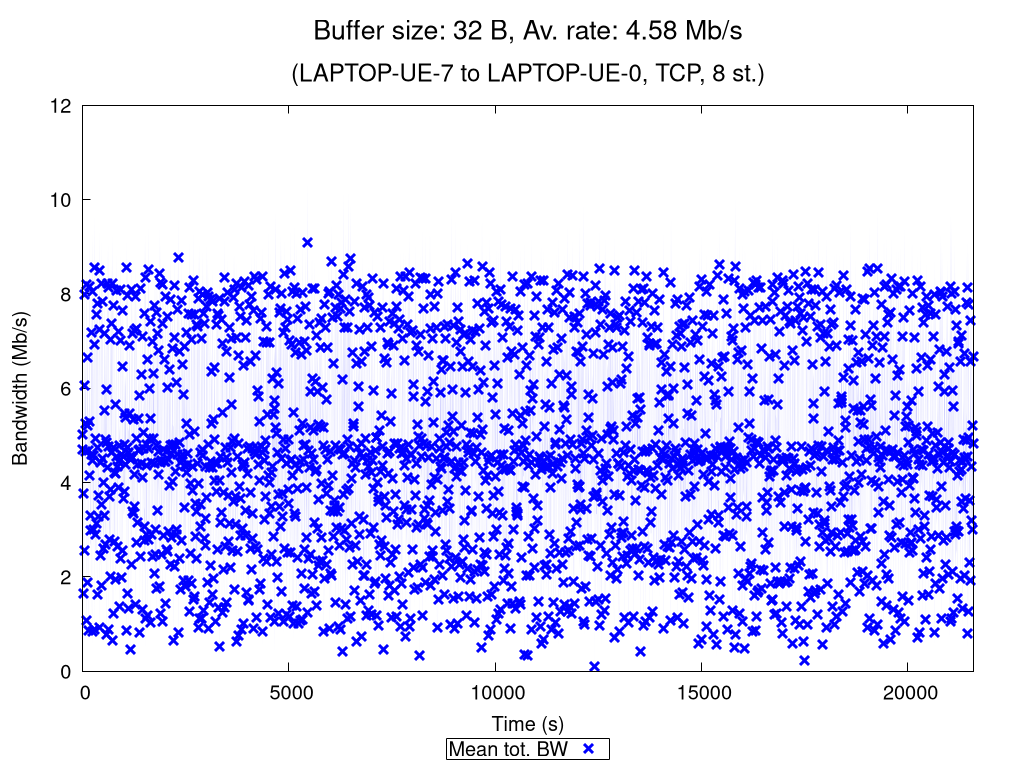 Buffer size: 32 B, Av. rate: 4.58 Mb/s
(LAPTOP-UE-7 to LAPTOP-UE-0, TCP, 8 st.)
12
10
8
6
4
2
0
Bandwidth (Mb/s)
0 5000 10000 15000 20000
Time (s)
Mean tot. BW